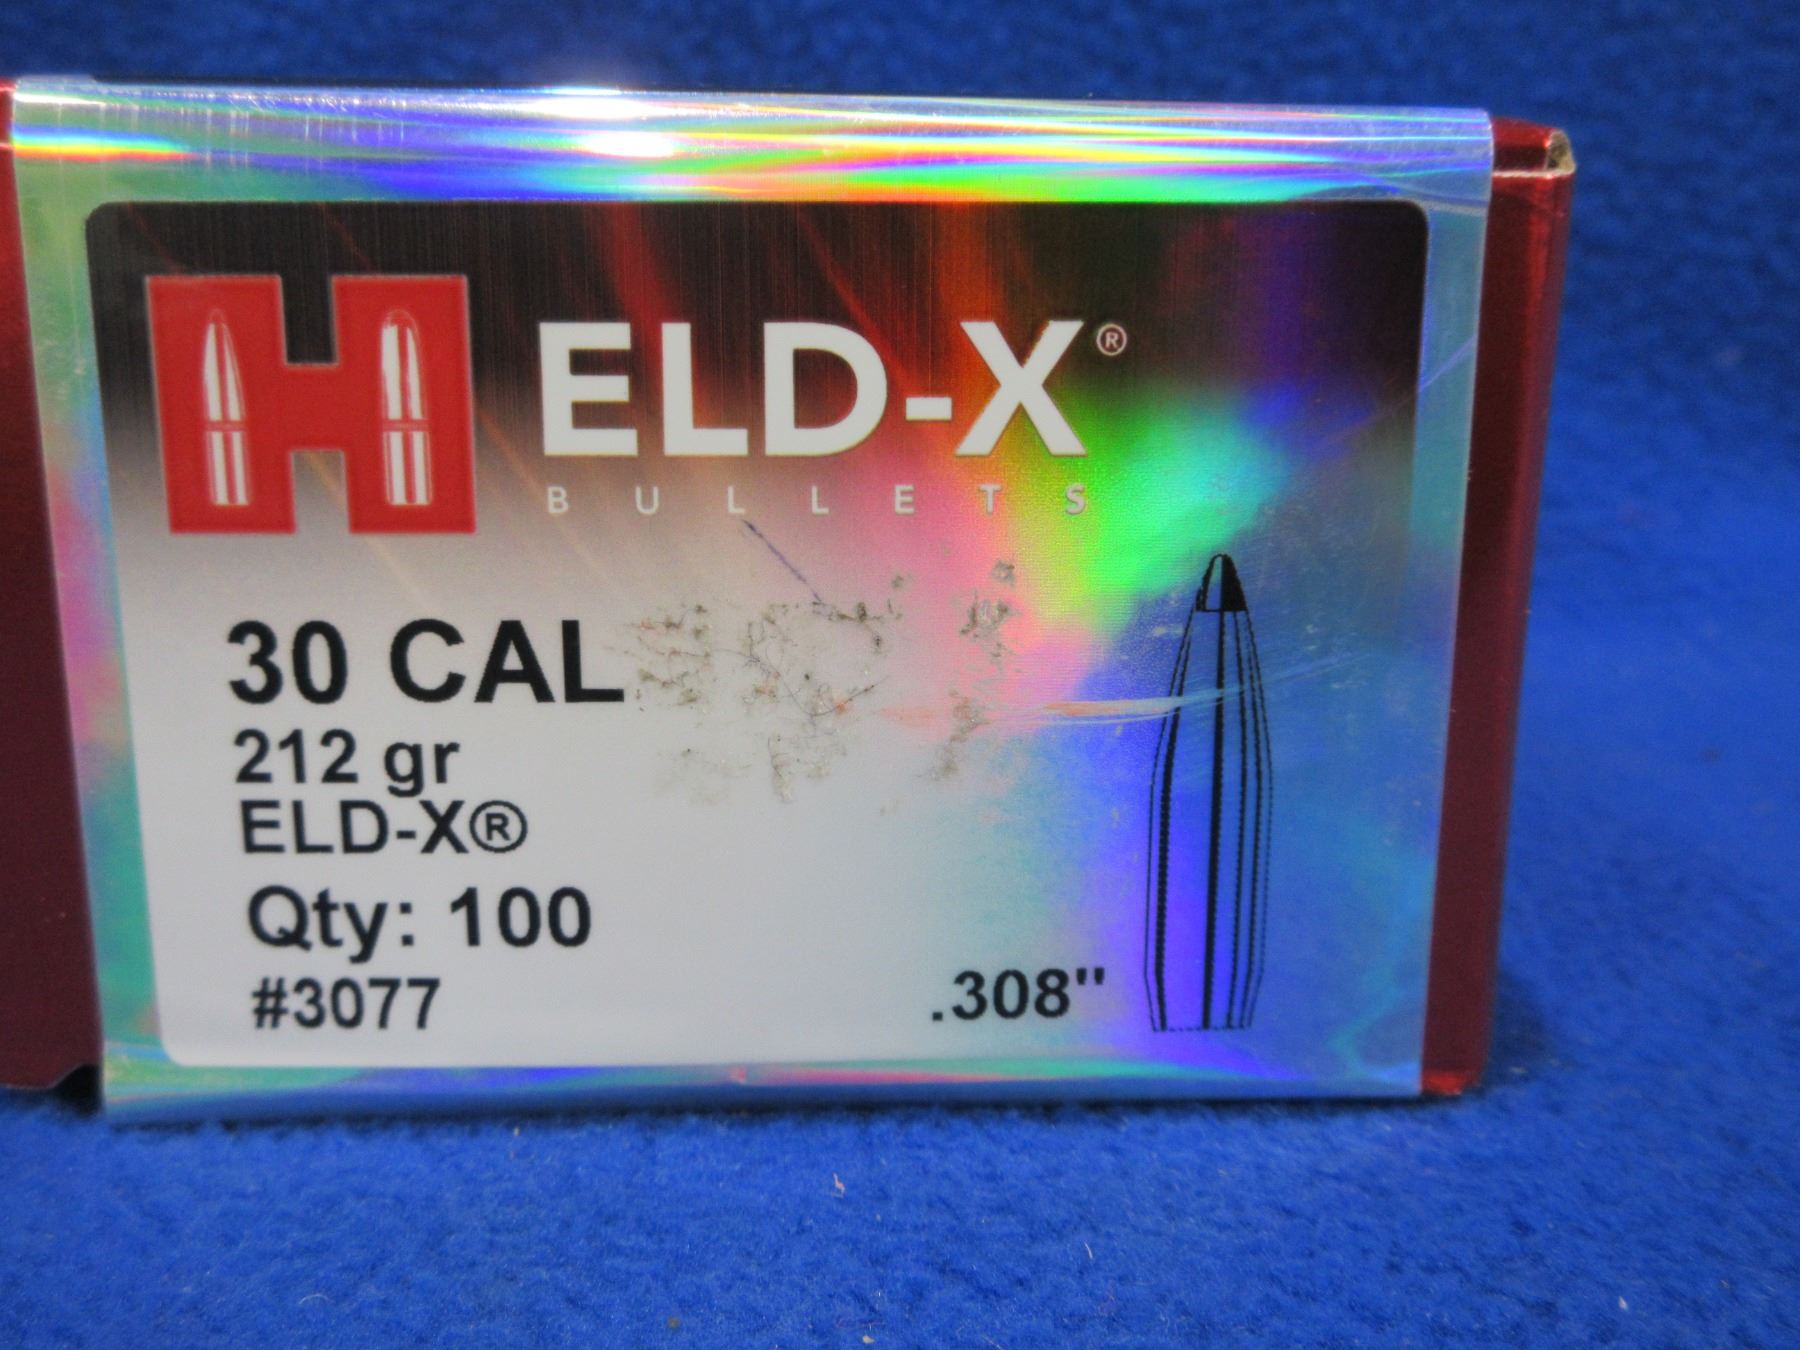 H
ELD-X®
BULLETS
30 CAL
212 gr
ELD-X®
Qty: 100
#3077
.308"